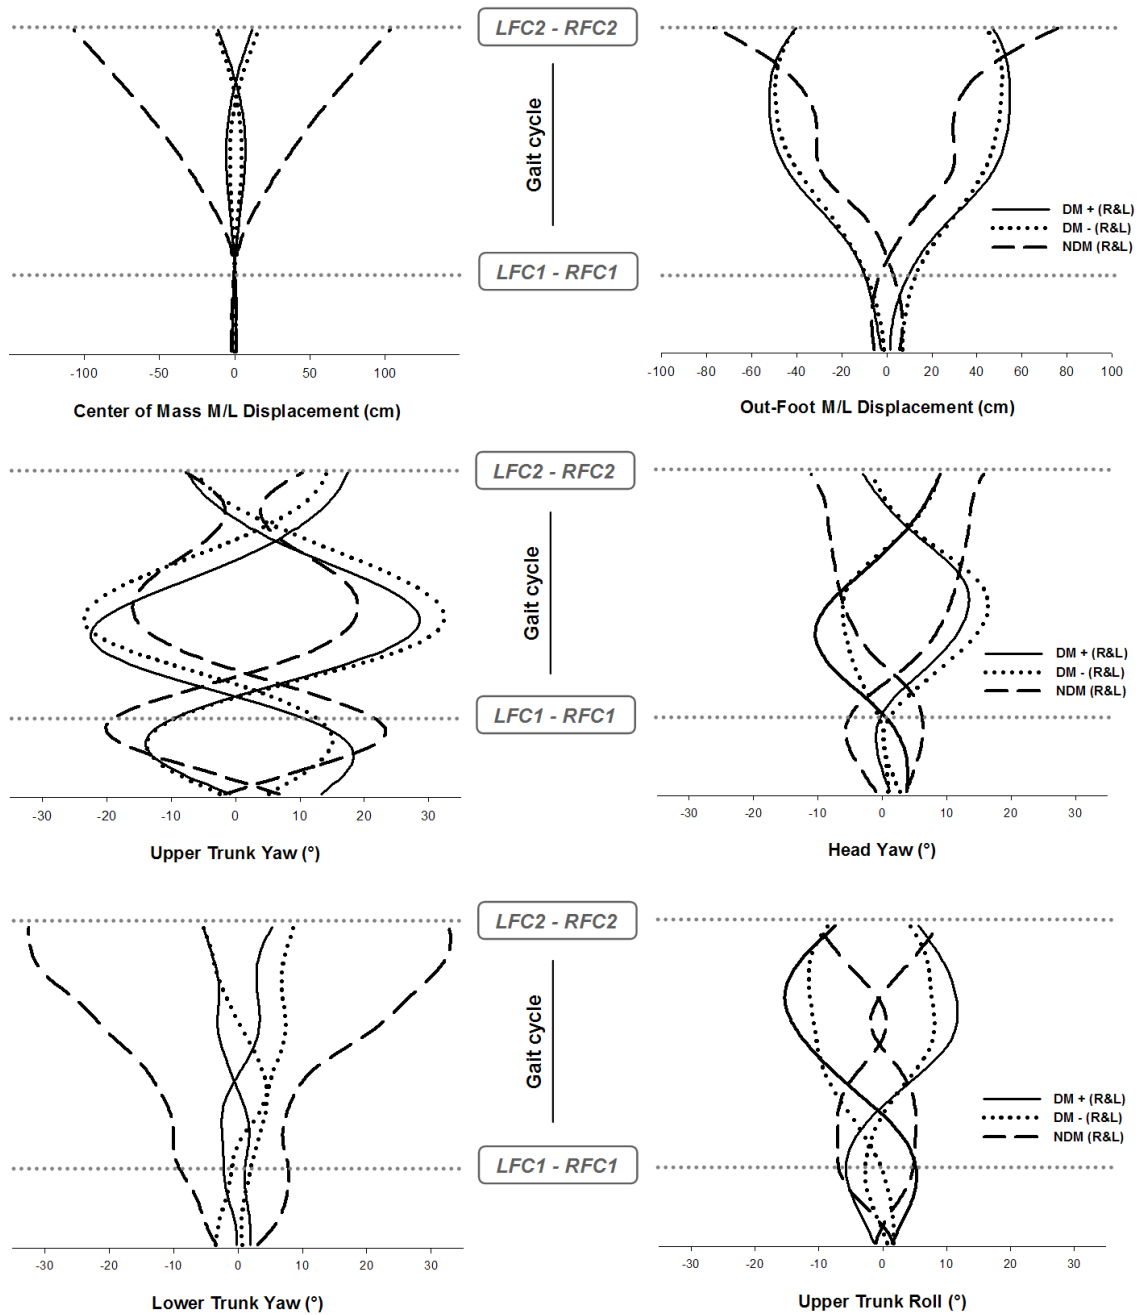 LFC2 - RFC2
Gait cycle
DM + (R&L)
DM - (R&L)
NDM (R&L)
LFC1 - RFC1
-100 -50 0 50 100
-100 -80 -60 -40 -20 0 20 40 60 80 100
Center of Mass M/L Displacement (cm)
Out-Foot M/L Displacement (cm)
LFC2 - RFC2
Gait cycle
DM + (R&L)
DM - (R&L)
NDM (R&L)
LFC1 - RFC1
-30 -20 -10 0 10 20 30
-30 -20 -10 0 10 20 30
Upper Trunk Yaw (°)
Head Yaw (°)
LFC2 - RFC2
Gait cycle
DM + (R&L)
DM - (R&L)
NDM (R&L)
LFC1 - RFC1
-30 -20 -10 0 10 20 30
-30 -20 -10 0 10 20 30
Lower Trunk Yaw (°)
Upper Trunk Roll (°)